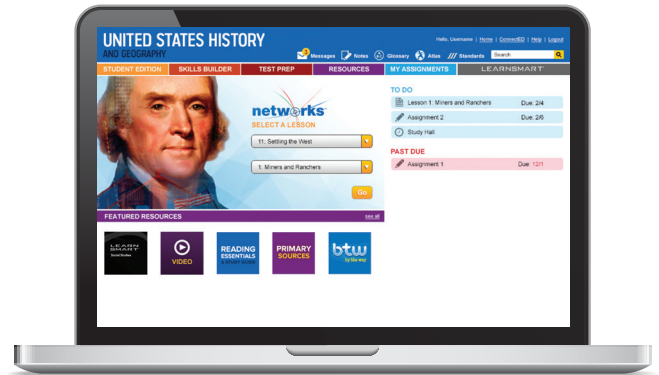 UNITED STATES HISTORY
AND GEOGRAPHY
Hello, Username | Home | ConnectED | Help | Logout
Messages Notes Glossary Atlas Standards Search
STUDENT EDITION SKILLS BUILDER TEST PREP RESOURCES MY ASSIGNMENTS LEARNSMART
networks
SELECT A LESSON
11: Settling the West
1: Miners and Ranchers
Go
TO DO
Lesson 1: Miners and Ranchers Due: 2/4
Assignment 2 Due: 2/6
Study Hall
PAST DUE
Assignment 1 Due: 12/1
FEATURED RESOURCES see all
LEARN
SMART
Social Studies
VIDEO
READING
ESSENTIALS
& STUDY GUIDE
PRIMARY
SOURCES
btw
by the way